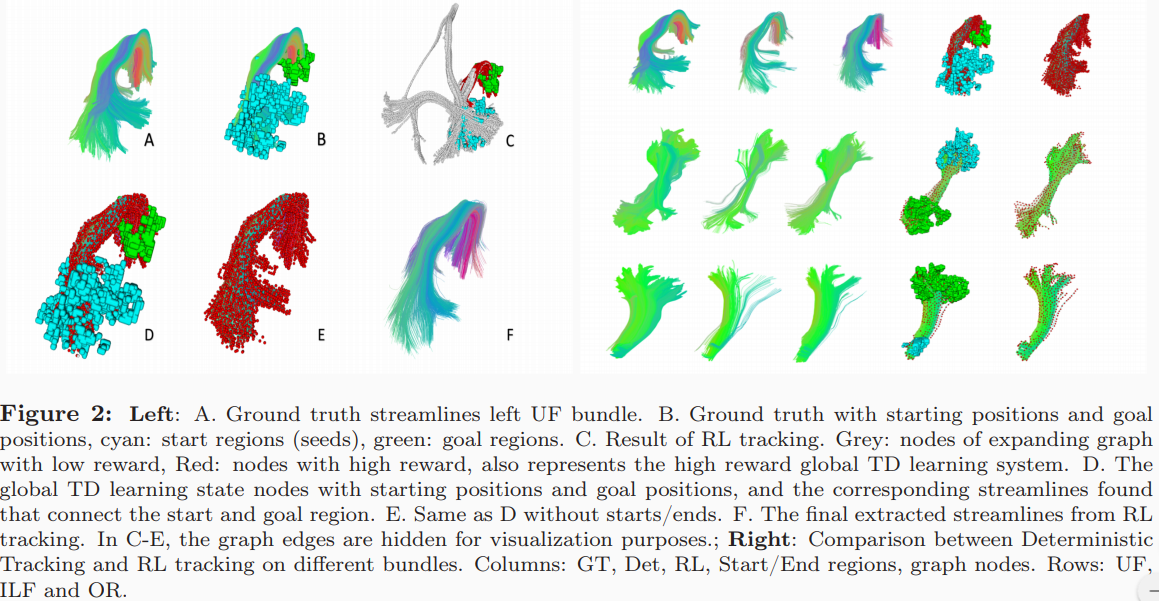 A
B
C
D
E
F
Figure 2: Left: A. Ground truth streamlines left UF bundle. B. Ground truth with starting positions and goal
positions, cyan: start regions (seeds), green: goal regions. C. Result of RL tracking. Grey: nodes of expanding graph
with low reward, Red: nodes with high reward, also represents the high reward global TD learning system. D. The
global TD learning state nodes with starting positions and goal positions, and the corresponding streamlines found
that connect the start and goal region. E. Same as D without starts/ends. F. The final extracted streamlines from RL
tracking. In C-E, the graph edges are hidden for visualization purposes.; Right: Comparison between Deterministic
Tracking and RL tracking on different bundles. Columns: GT, Det, RL, Start/End regions, graph nodes. Rows: UF,
ILF and OR.